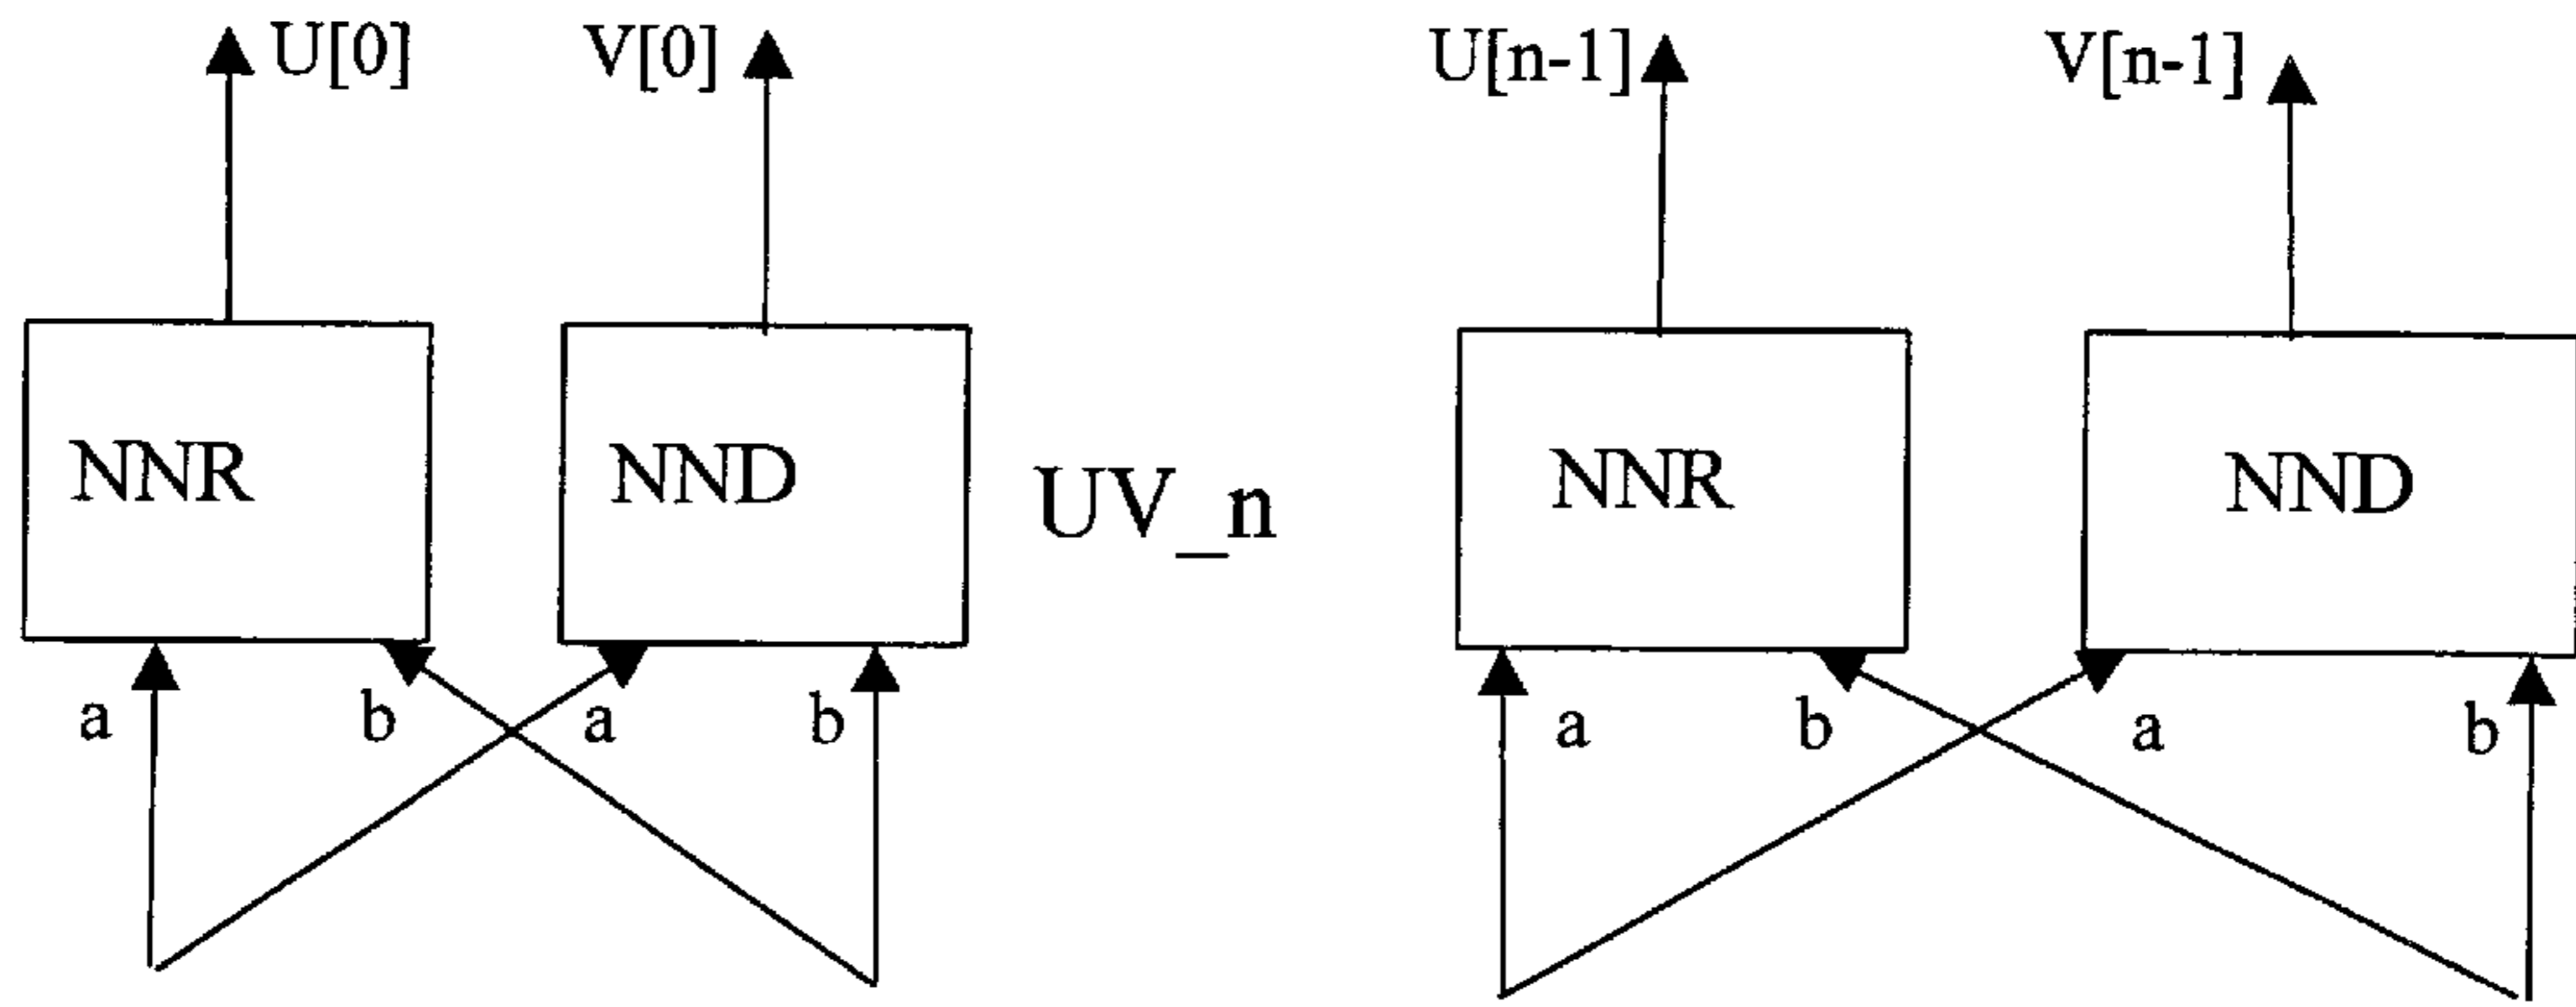 U[0] V[0] U[n-1] V[n-1]
NNR NND UV_n NNR NND
a b a b a b a b